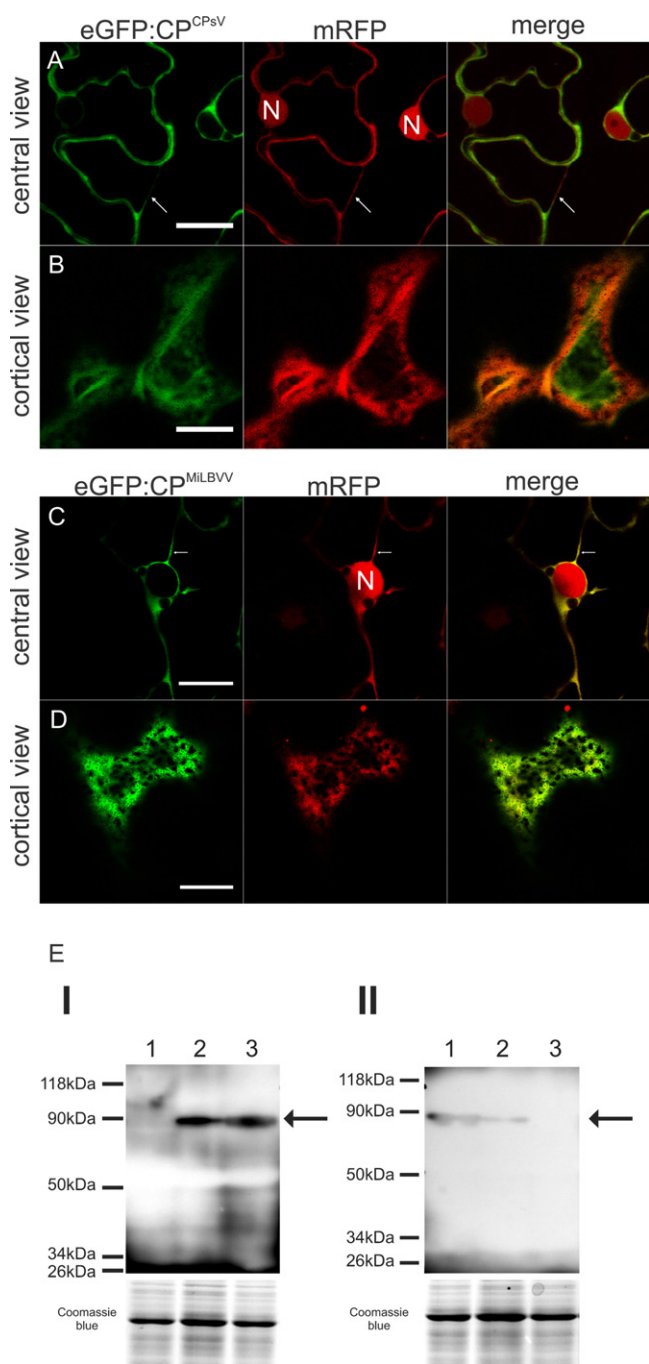 eGFP:CP^CPsV mRFP merge
central view
A
N
N
cortical view
B
eGFP:CP^MiLBVV mRFP merge
central view
C
N
cortical view
D
E
I II
1 2 3
118kDa
90kDa
50kDa
34kDa
26kDa
Coomassie
blue
1 2 3
118kDa
90kDa
50kDa
34kDa
26kDa
Coomassie
blue